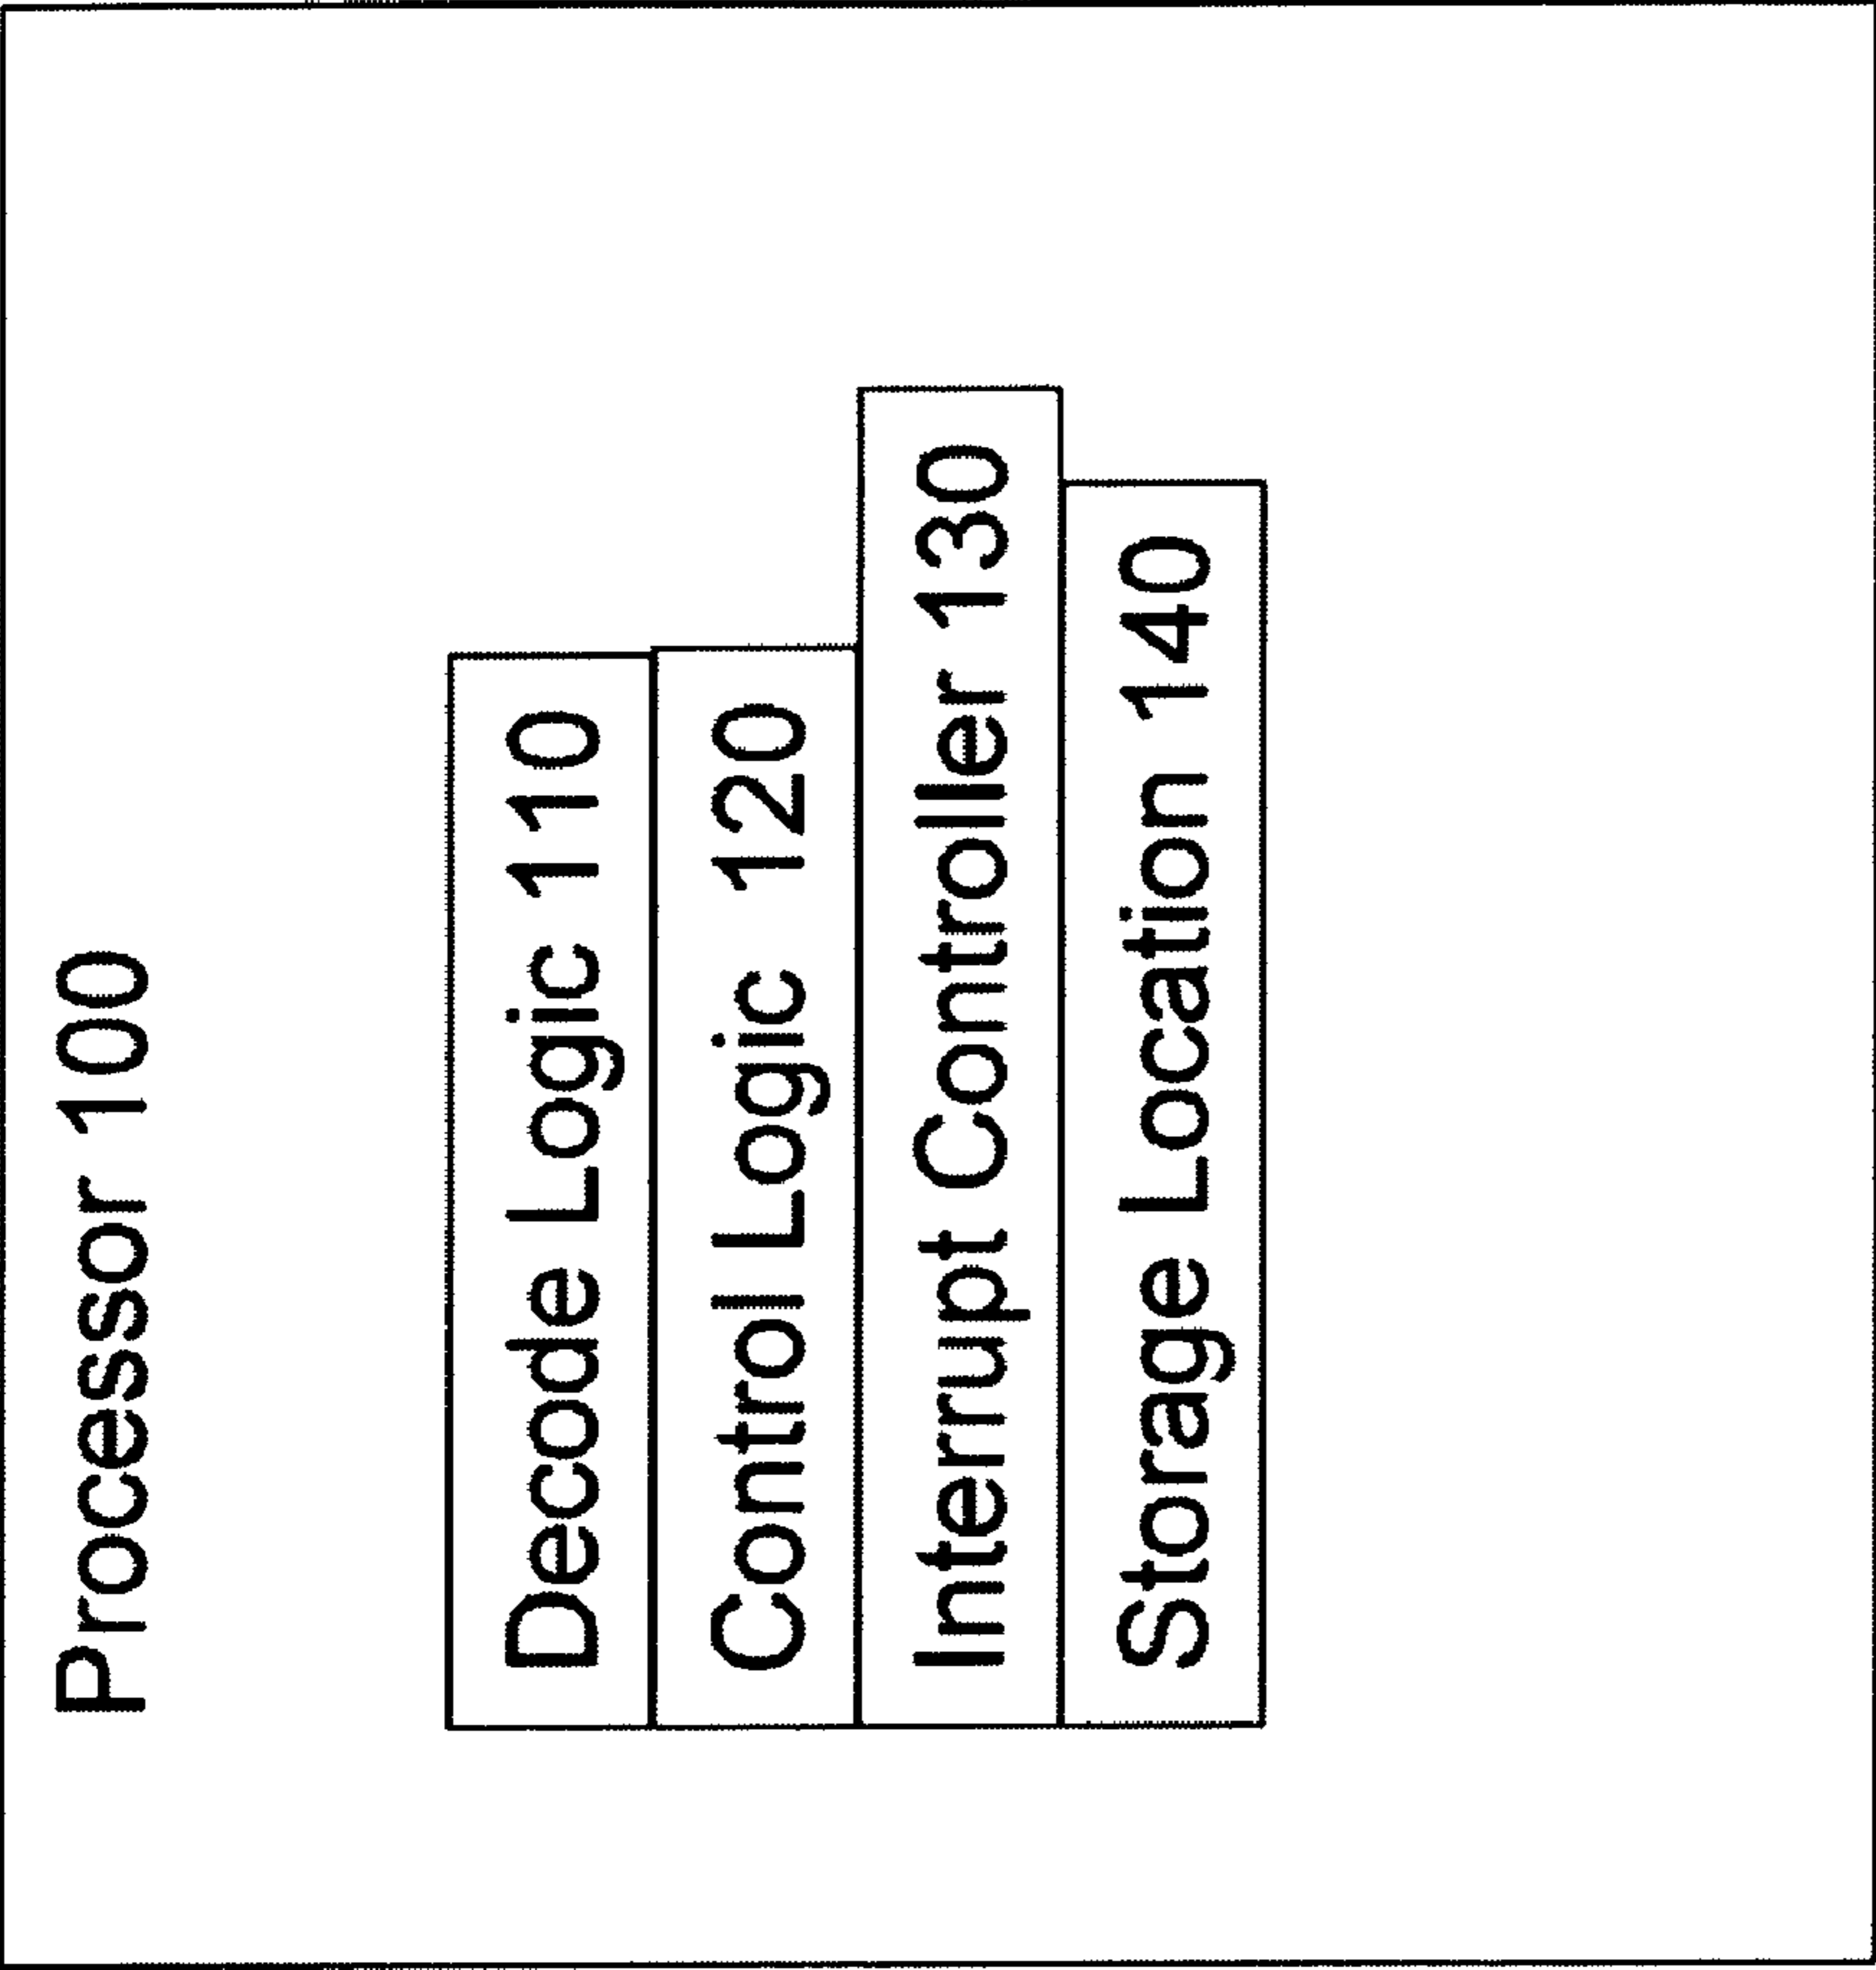 Processor 100
Decode Logic 110
Control Logic 120
Interrupt Controller 130
Storage Location 140